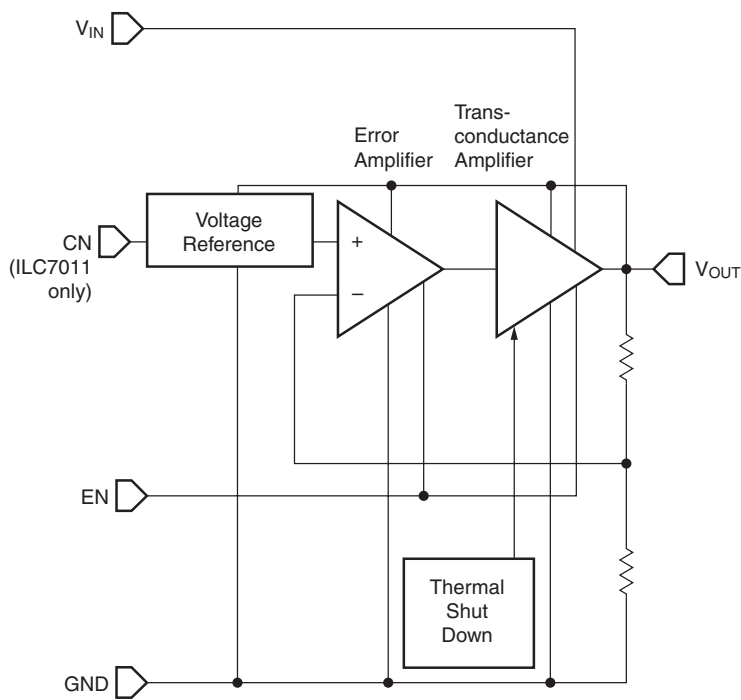 VIN
Error
Amplifier
Trans-
conductance
Amplifier
CN
(ILC7011
only)
Voltage
Reference
+
–
VOUT
EN
Thermal
Shut
Down
GND